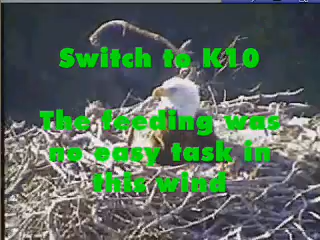 Switch to K10
The feeding was
no easy task in
this wind